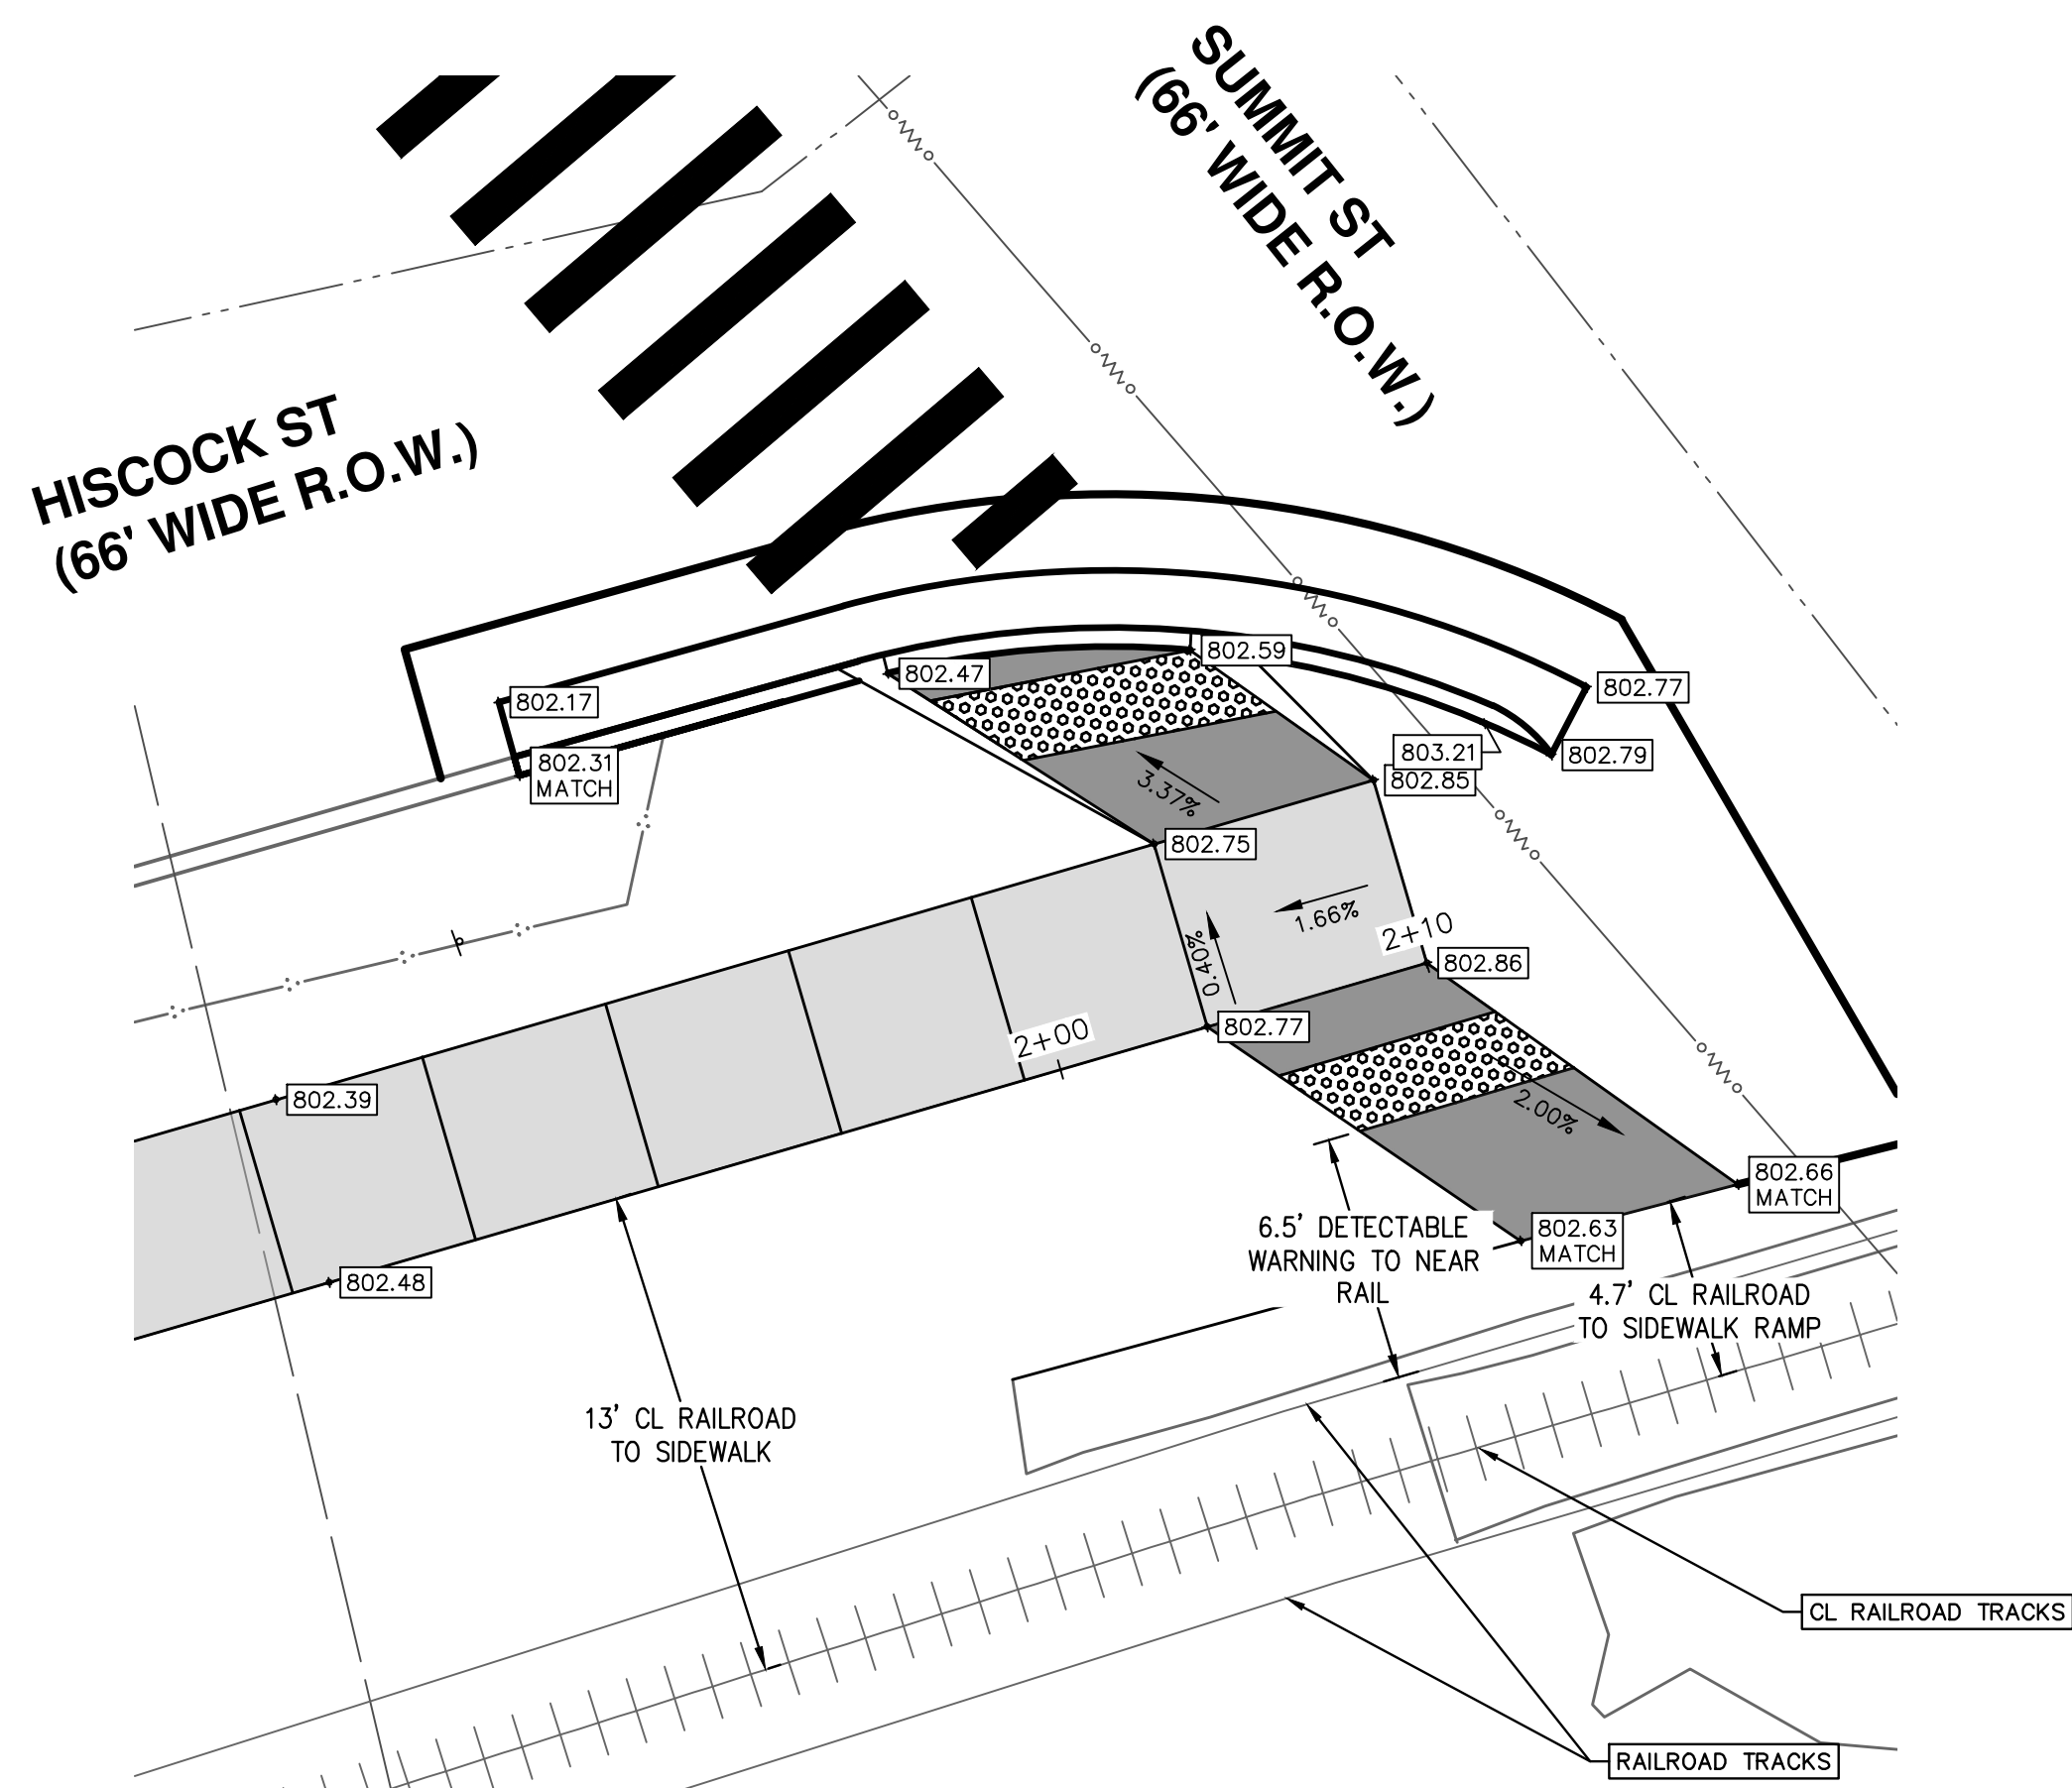 SUMMIT ST
(66' WIDE R.O.W.)
HISCOCK ST
(66' WIDE R.O.W.)
802.59
802.47
802.77
802.17
803.21
802.79
802.31
MATCH
802.85
3.37%
802.75
1.66%
2+10
0.40%
802.86
802.77
2+00
802.39
2.00%
802.66
MATCH
802.63
MATCH
802.48
6.5' DETECTABLE
WARNING TO NEAR
RAIL
4.7' CL RAILROAD
TO SIDEWALK RAMP
13' CL RAILROAD
TO SIDEWALK
CL RAILROAD TRACKS
RAILROAD TRACKS